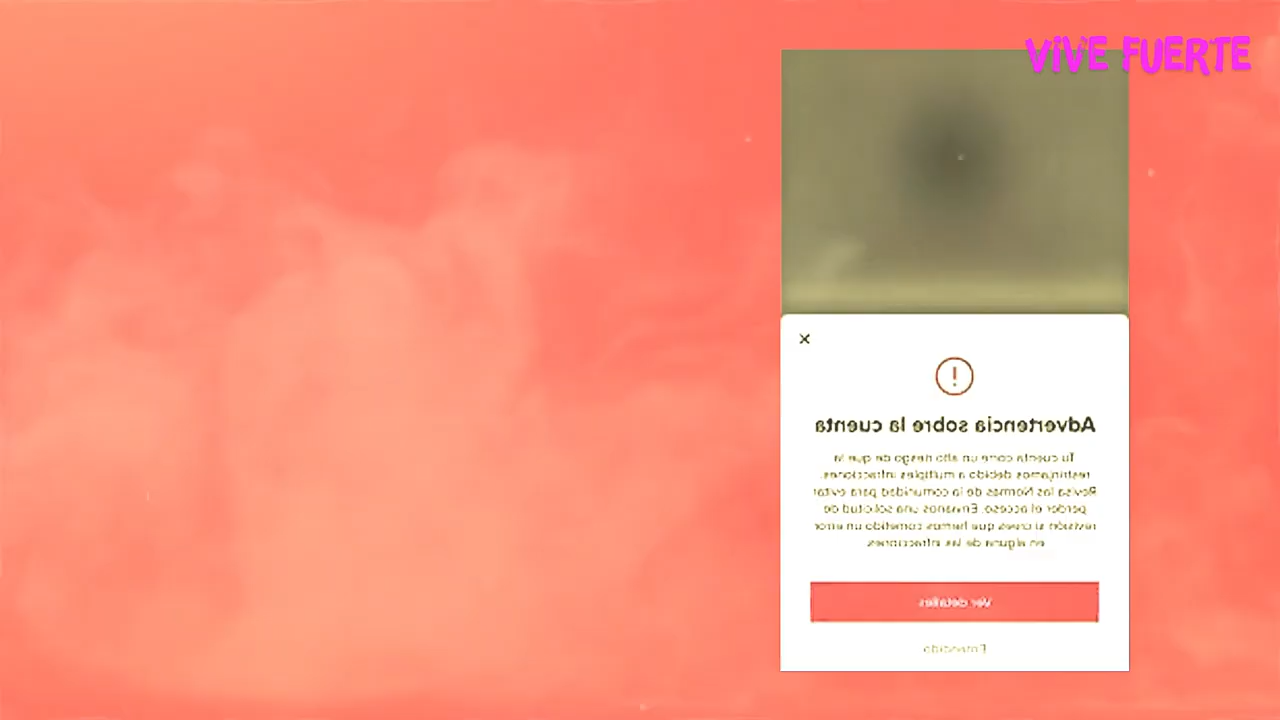 ViVE FUERTE
Advertencia sobre la cuenta
Tu cuenta corre un alto riesgo de que la
restrinjamos debido a múltiples infracciones.
Revisa las Normas de la comunidad para evitar
perder el acceso. Envíanos una solicitud de
revisión si crees que hemos cometido un error
en alguna de las infracciones.
Ver detalles
Entendido